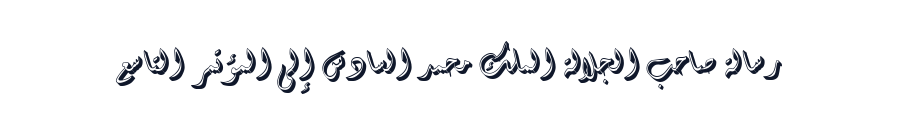 رسالة صاحب الجلالة الملك محمد السادس إلى المؤتمر التاسع